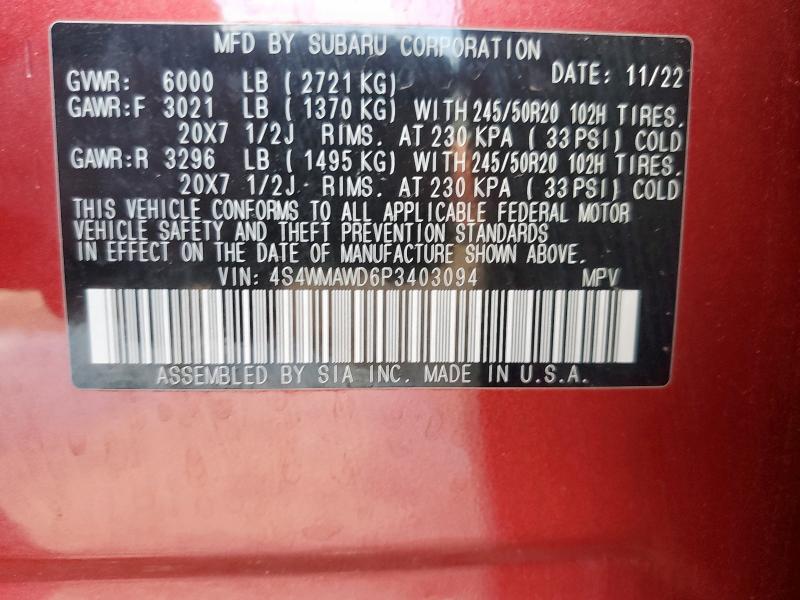 MFD BY SUBARU CORPORATION
DATE: 11/22
GVWR: 6000 LB ( 2721 KG)
GAWR:F 3021 LB ( 1370 KG) WITH 245/50R20 102H TIRES.
20X7 1/2J RIMS. AT 230 KPA ( 33 PSI) COLD
GAWR:R 3296 LB ( 1495 KG) WITH 245/50R20 102H TIRES.
20X7 1/2J RIMS. AT 230 KPA ( 33 PSI) COLD
THIS VEHICLE CONFORMS TO ALL APPLICABLE FEDERAL MOTOR
VEHICLE SAFETY AND THEFT PREVENTION STANDARDS
IN EFFECT ON THE DATE OF MANUFACTURE SHOWN ABOVE.
VIN: 4S4WMAWD6P3403094 MPV
ASSEMBLED BY SIA INC. MADE IN U.S.A.